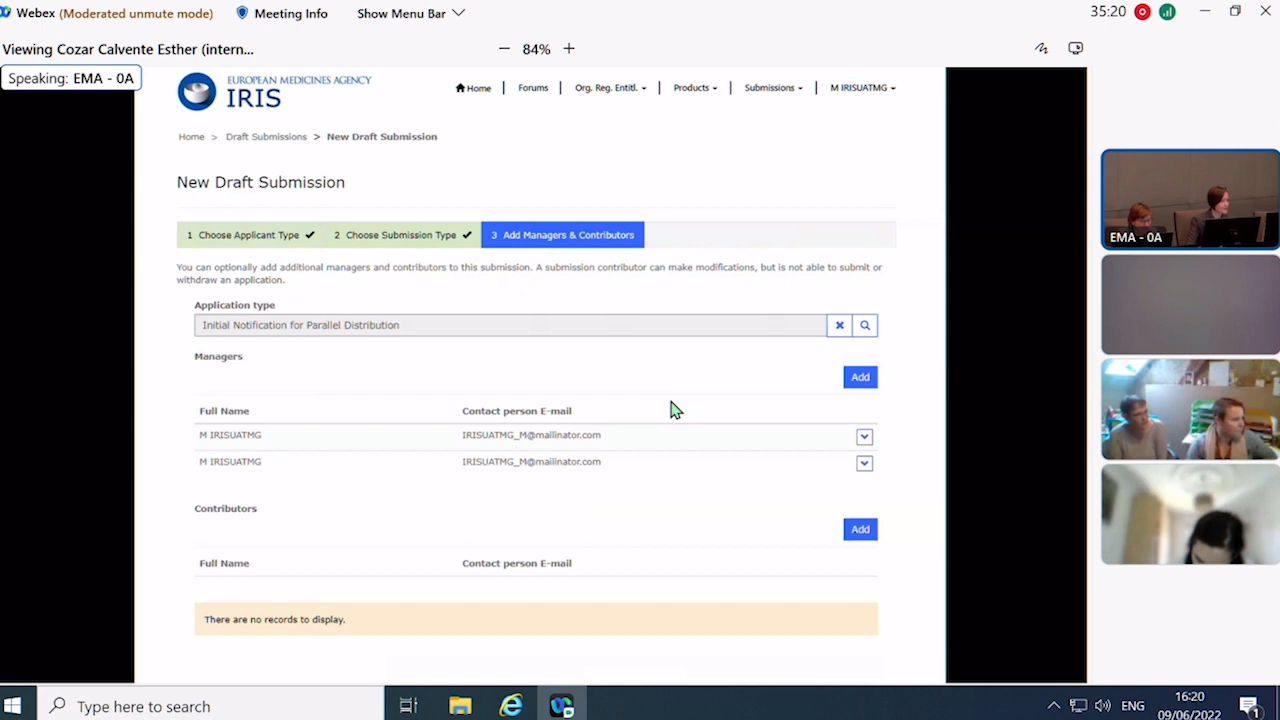 Webex (Moderated unmute mode) Meeting Info Show Menu Bar 35:20
Viewing Cozar Calvente Esther (intern... 84%
Speaking: EMA - 0A
EUROPEAN MEDICINES AGENCY
IRIS
Home Forums Org. Reg. Entitl. Products Submissions M IRISUATMG
Home > Draft Submissions > New Draft Submission
New Draft Submission
1 Choose Applicant Type 2 Choose Submission Type 3 Add Managers & Contributors
You can optionally add additional managers and contributors to this submission. A submission contributor can make modifications, but is not able to submit or
withdraw an application.
Application type
Initial Notification for Parallel Distribution
Managers
Add
Full Name Contact person E-mail
M IRISUATMG IRISUATMG_M@mailinator.com
M IRISUATMG IRISUATMG_M@mailinator.com
Contributors
Add
Full Name Contact person E-mail
There are no records to display.
EMA - 0A
Type here to search
ENG
16:20
09/06/2022
1